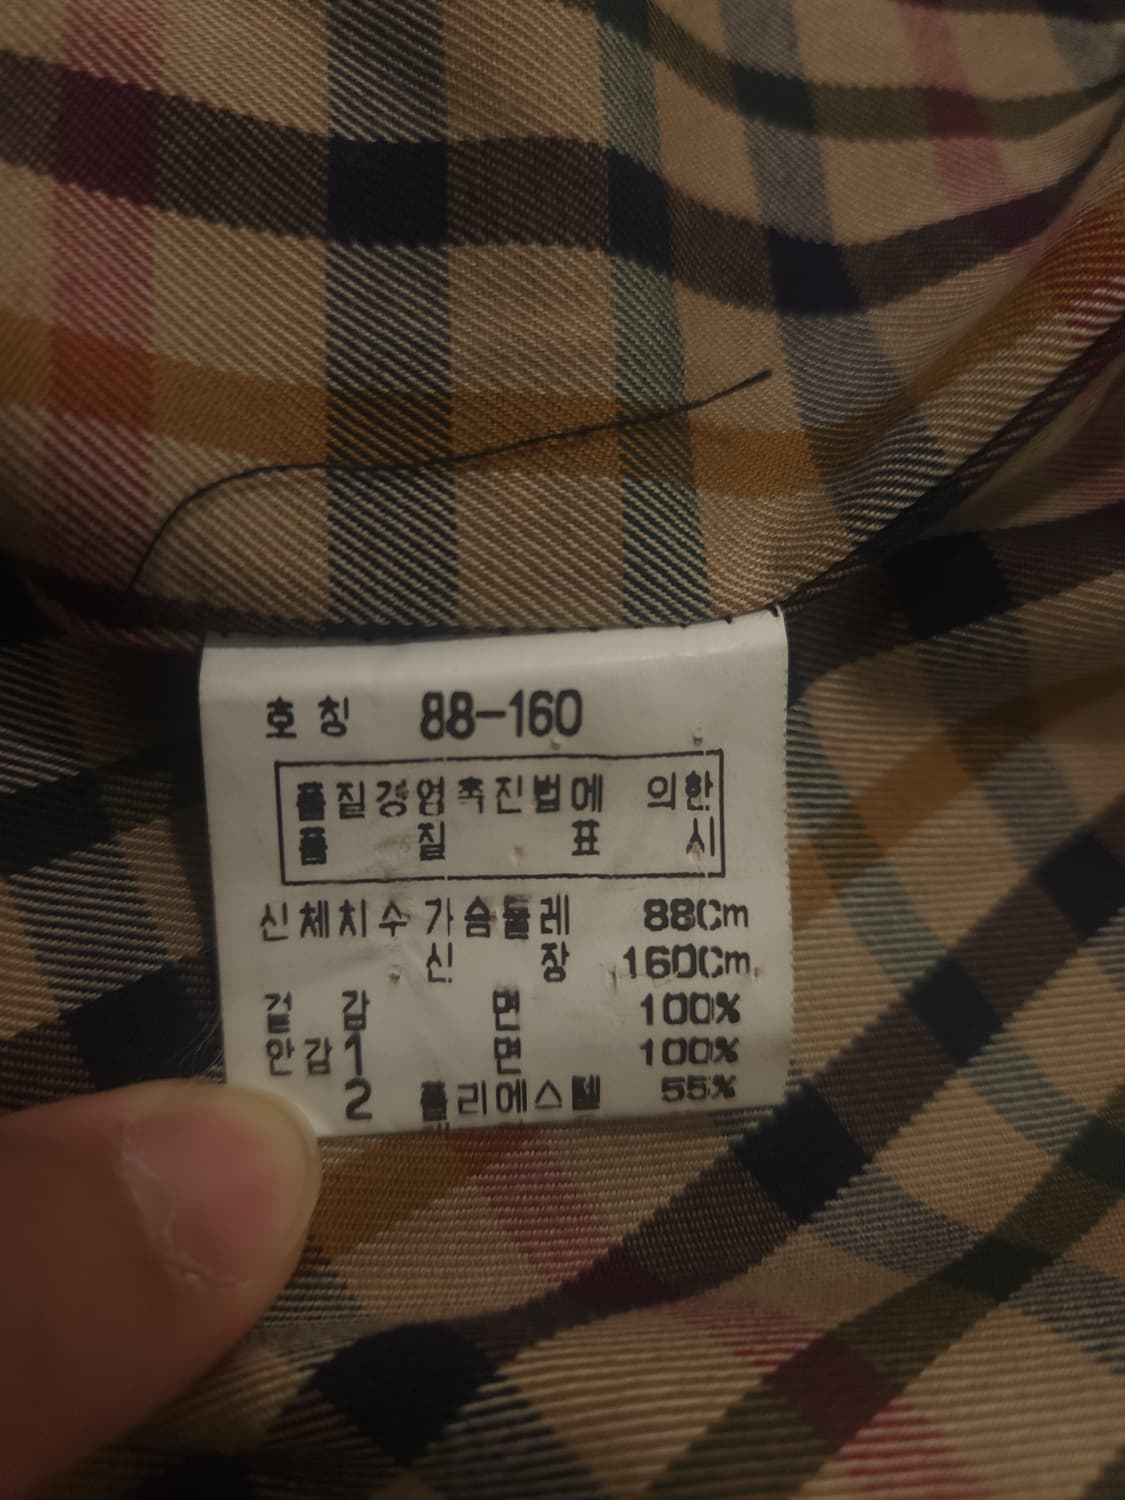 호칭 88-160
품질경영촉진법에 의한
품질표시
신체치수 가슴둘레 88Cm
신장 160Cm
겉감 면 100%
안감1 면 100%
2 폴리에스텔 55%